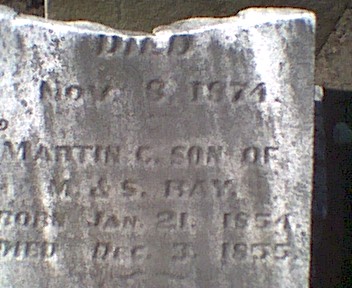 DIED
NOV. 8, 1874.
MARTIN C. SON OF
M. & S. RAY.
BORN JAN. 21. 1854.
DIED DEC. 3. 1855.